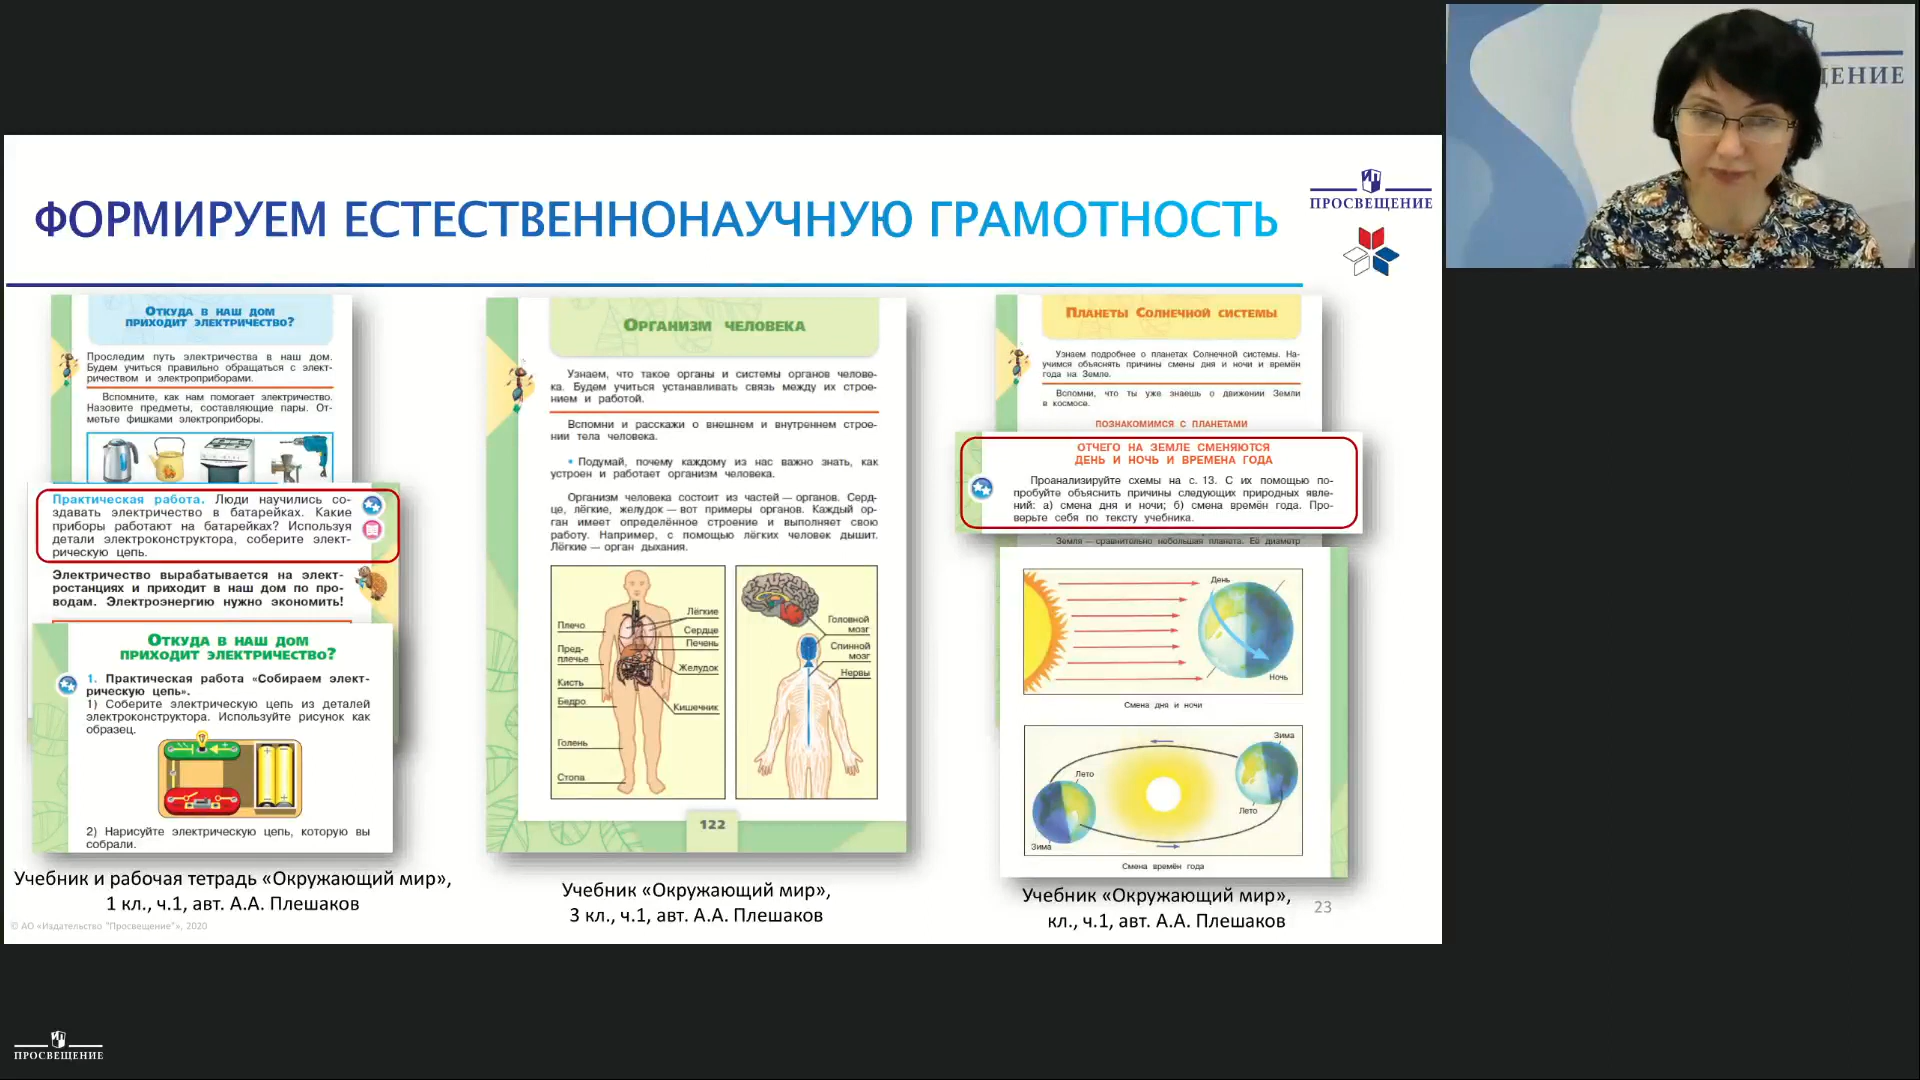 ЩЕНИЕ
ФОРМИРУЕМ ЕСТЕСТВЕННОНАУЧНУЮ ГРАМОТНОСТЬ
ПРОСВЕЩЕНИЕ
ОТКУДА В НАШ ДОМ
ПРИХОДИТ ЭЛЕКТРИЧЕСТВО?
Проследим путь электричества в наш дом.
Будем учиться правильно обращаться с элект-
ричеством и электроприборами.
Вспомните, как нам помогает электричество.
Назовите предметы, составляющие пары. От-
метьте фишками электроприборы.
Практическая работа. Люди научились со-
здавать электричество в батарейках. Какие
приборы работают на батарейках? Используя
детали электроконструктора, соберите элект-
рическую цепь.
Электричество вырабатывается на элект-
ростанциях и приходит в наш дом по про-
водам. Электроэнергию нужно экономить!
ОТКУДА В НАШ ДОМ
ПРИХОДИТ ЭЛЕКТРИЧЕСТВО?
1. Практическая работа «Собираем элект-
рическую цепь».
1) Соберите электрическую цепь из деталей
электроконструктора. Используйте рисунок как
образец.
2) Нарисуйте электрическую цепь, которую вы
собрали.
Учебник и рабочая тетрадь «Окружающий мир»,
1 кл., ч.1, авт. А.А. Плешаков
ОРГАНИЗМ ЧЕЛОВЕКА
Узнаем, что такое органы и системы органов челове-
ка. Будем учиться устанавливать связь между их строе-
нием и работой.
Вспомни и расскажи о внешнем и внутреннем строе-
нии тела человека.
• Подумай, почему каждому из нас важно знать, как
устроен и работает организм человека.
Организм человека состоит из частей — органов. Серд-
це, лёгкие, желудок — вот примеры органов. Каждый ор-
ган имеет определённое строение и выполняет свою
работу. Например, с помощью лёгких человек дышит.
Лёгкие — орган дыхания.
Плечо
Пред-
плечье
Кисть
Бедро
Голень
Стопа
Лёгкие
Сердце
Печень
Желудок
Кишечник
Головной
мозг
Спинной
мозг
Нервы
122
Учебник «Окружающий мир»,
3 кл., ч.1, авт. А.А. Плешаков
ПЛАНЕТЫ СОЛНЕЧНОЙ СИСТЕМЫ
Узнаем подробнее о планетах Солнечной системы. На-
учимся объяснять причины смены дня и ночи и времён
года на Земле.
Вспомни, что ты уже знаешь о движении Земли
в космосе.
ПОЗНАКОМИМСЯ С ПЛАНЕТАМИ
ОТЧЕГО НА ЗЕМЛЕ СМЕНЯЮТСЯ
ДЕНЬ И НОЧЬ И ВРЕМЕНА ГОДА
Проанализируйте схемы на с. 13. С их помощью по-
пробуйте объяснить причины следующих природных явле-
ний: а) смена дня и ночи; б) смена времён года. Про-
верьте себя по тексту учебника.
Земля — сравнительно небольшая планета. Её диаметр
День
Ночь
Смена дня и ночи
Зима
Лето
Лето
Зима
Смена времён года
Учебник «Окружающий мир»,
кл., ч.1, авт. А.А. Плешаков
23
© АО «Издательство "Просвещение"», 2020
ПРОСВЕЩЕНИЕ